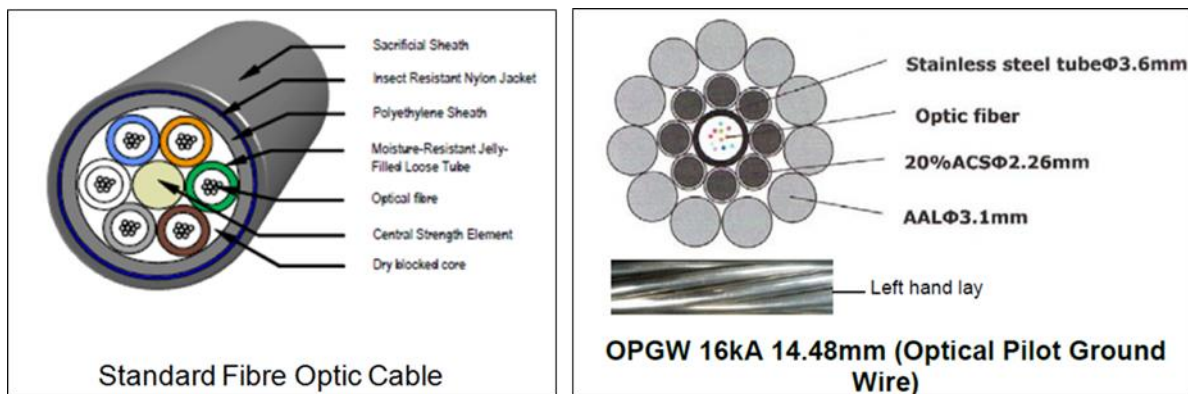 Sacrificial Sheath
Insect Resistant Nylon Jacket
Polyethylene Sheath
Moisture-Resistant Jelly-
Filled Loose Tube
Optical fibre
Central Strength Element
Dry blocked core
Standard Fibre Optic Cable
Stainless steel tubeΦ3.6mm
Optic fiber
20%ACSΦ2.26mm
AALΦ3.1mm
Left hand lay
OPGW 16kA 14.48mm (Optical Pilot Ground
Wire)